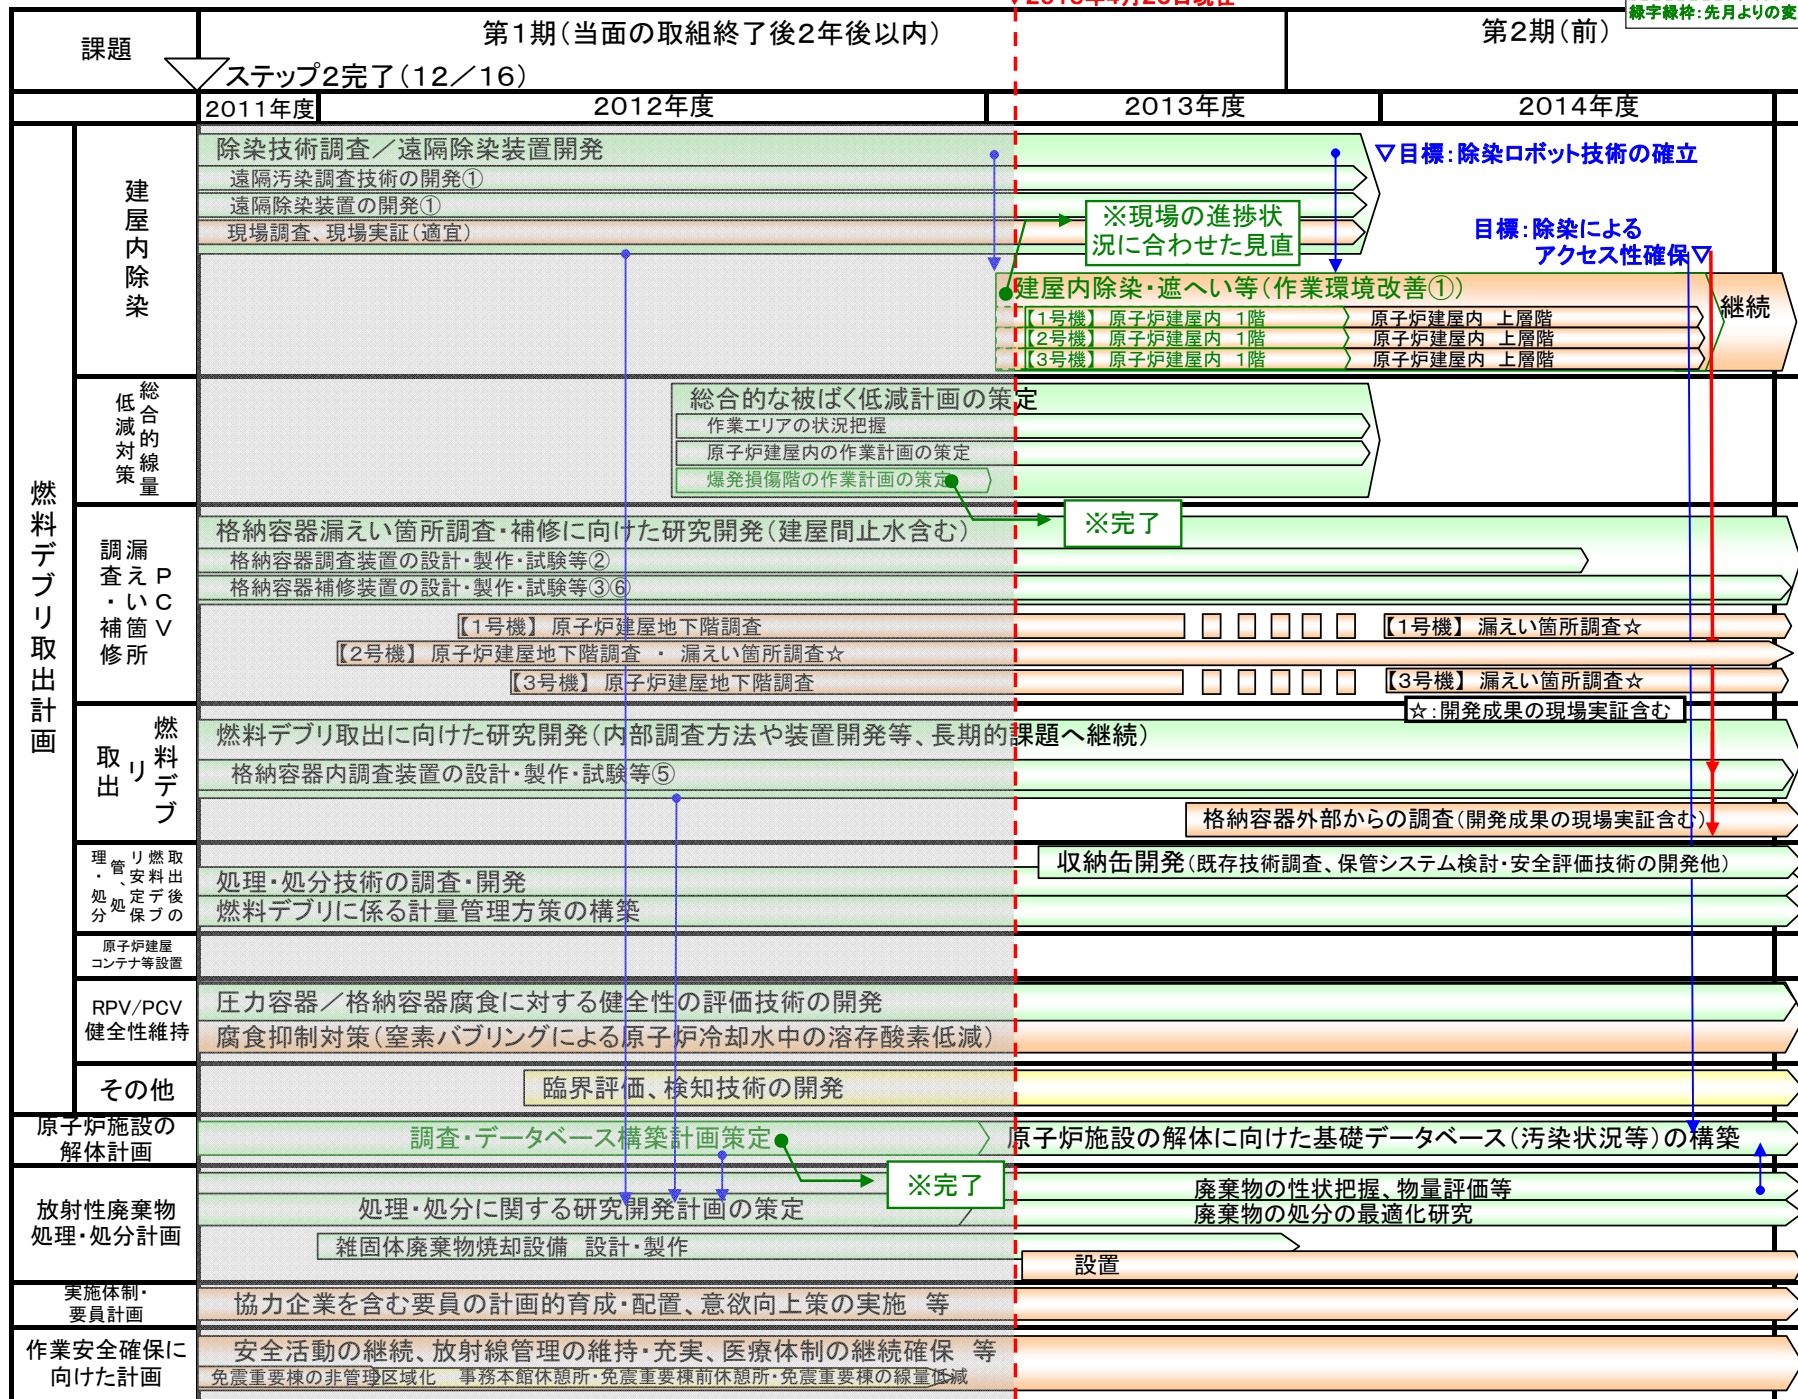 緑字緑枠:先月よりの変
課題
第1期(当面の取組終了後2年後以内)
第2期(前)
ステップ2完了(12/16)
2011年度
2012年度
2013年度
2014年度
燃料デブリ取出計画
建屋内除染
除染技術調査/遠隔除染装置開発
遠隔汚染調査技術の開発①
遠隔除染装置の開発①
現場調査、現場実証(適宜)
▽目標:除染ロボット技術の確立
※現場の進捗状
況に合わせた見直
目標:除染による
アクセス性確保▽
建屋内除染・遮へい等(作業環境改善①)
【1号機】 原子炉建屋内 1階
原子炉建屋内 上層階
【2号機】 原子炉建屋内 1階
原子炉建屋内 上層階
【3号機】 原子炉建屋内 1階
原子炉建屋内 上層階
継続
総合的線量
低減対策
総合的な被ばく低減計画の策定
作業エリアの状況把握
原子炉建屋内の作業計画の策定
爆発損傷階の作業計画の策定
※完了
PCV
漏えい箇所
調査・補修
格納容器漏えい箇所調査・補修に向けた研究開発(建屋間止水含む)
格納容器調査装置の設計・製作・試験等②
格納容器補修装置の設計・製作・試験等③⑥
【1号機】 原子炉建屋地下階調査
【1号機】 漏えい箇所調査☆
【2号機】 原子炉建屋地下階調査 ・ 漏えい箇所調査☆
【3号機】 原子炉建屋地下階調査
【3号機】 漏えい箇所調査☆
☆:開発成果の現場実証含む
燃料デブ
リ
取出
燃料デブリ取出に向けた研究開発(内部調査方法や装置開発等、長期的課題へ継続)
格納容器内調査装置の設計・製作・試験等⑤
格納容器外部からの調査(開発成果の現場実証含む)
取出後の
燃料デブ
リ安定保
管、処
理・処分
収納缶開発(既存技術調査、保管システム検討・安全評価技術の開発他)
処理・処分技術の調査・開発
燃料デブリに係る計量管理方策の構築
原子炉建屋
コンテナ等設置
RPV/PCV
健全性維持
圧力容器/格納容器腐食に対する健全性の評価技術の開発
腐食抑制対策(窒素バブリングによる原子炉冷却水中の溶存酸素低減)
その他
臨界評価、検知技術の開発
原子炉施設の
解体計画
調査・データベース構築計画策定
原子炉施設の解体に向けた基礎データベース(汚染状況等)の構築
※完了
放射性廃棄物
処理・処分計画
処理・処分に関する研究開発計画の策定
廃棄物の性状把握、物量評価等
廃棄物の処分の最適化研究
雑固体廃棄物焼却設備 設計・製作
設置
実施体制・
要員計画
協力企業を含む要員の計画的育成・配置、意欲向上策の実施 等
作業安全確保に
向けた計画
安全活動の継続、放射線管理の維持・充実、医療体制の継続確保 等
免震重要棟の非管理区域化
事務本館休憩所・免震重要棟前休憩所・免震重要棟の線量低減